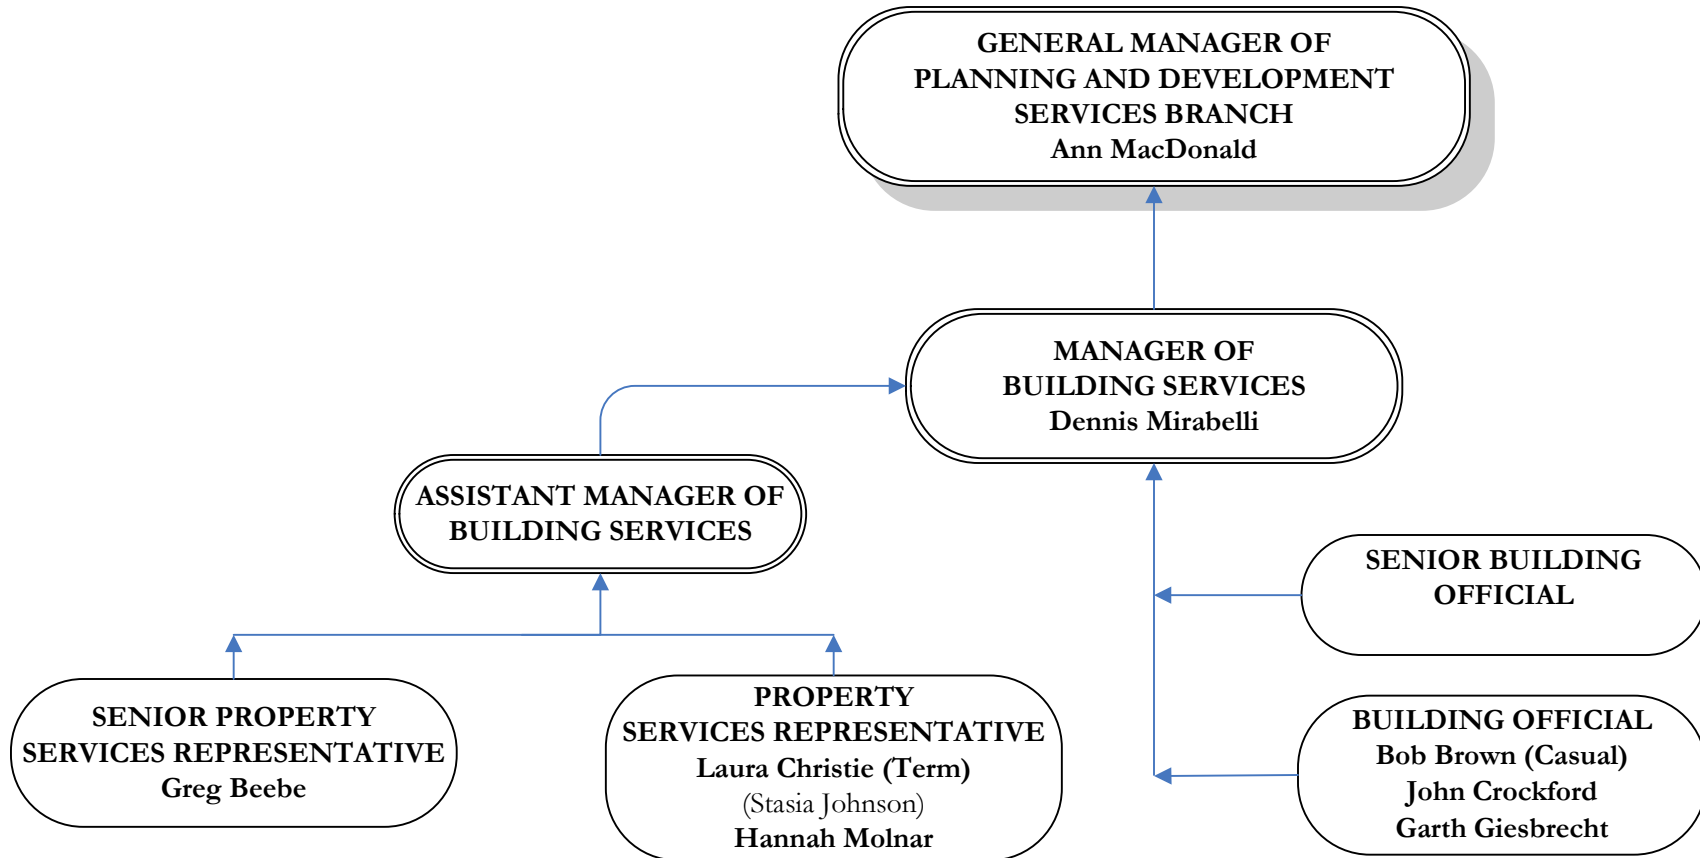 GENERAL MANAGER OF
PLANNING AND DEVELOPMENT
SERVICES BRANCH
Ann MacDonald
MANAGER OF
BUILDING SERVICES
Dennis Mirabelli
ASSISTANT MANAGER OF
BUILDING SERVICES
SENIOR BUILDING
OFFICIAL
SENIOR PROPERTY
SERVICES REPRESENTATIVE
Greg Beebe
PROPERTY
SERVICES REPRESENTATIVE
Laura Christie (Term)
(Stasia Johnson)
Hannah Molnar
BUILDING OFFICIAL
Bob Brown (Casual)
John Crockford
Garth Giesbrecht